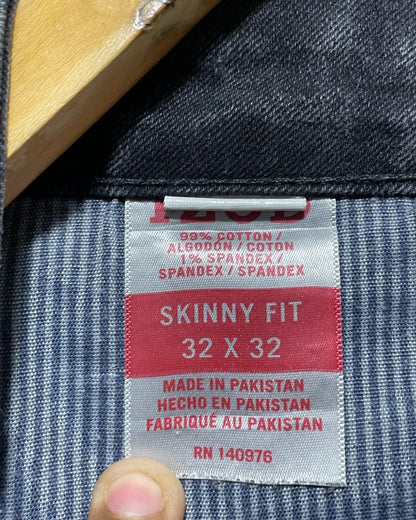 IZOD
99% COTTON /
ALGODÓN / COTON
1% SPANDEX /
SPANDEX / SPANDEX
SKINNY FIT
32 X 32
MADE IN PAKISTAN
HECHO EN PAKISTAN
FABRIQUÉ AU PAKISTAN
RN 140976